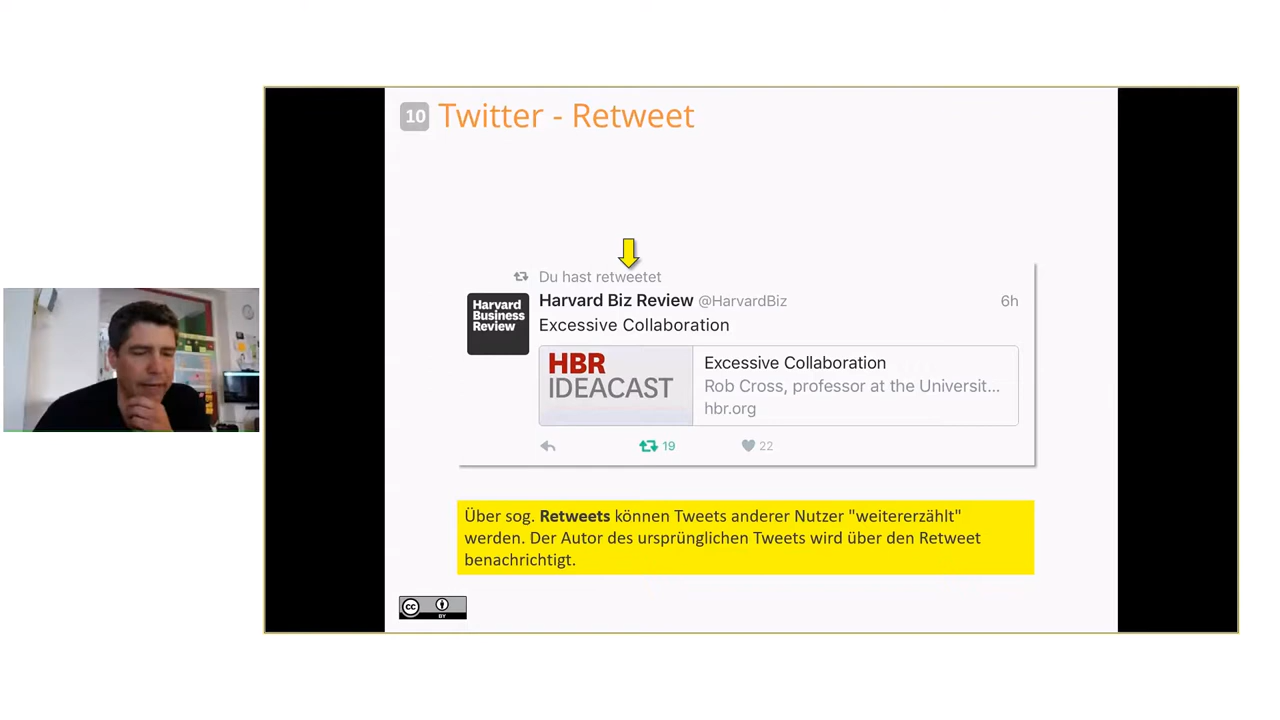 10 Twitter - Retweet
Du hast retweetet
Harvard Business Review
Harvard Biz Review @HarvardBiz 6h
Excessive Collaboration
HBR IDEACAST
Excessive Collaboration
Rob Cross, professor at the Universit...
hbr.org
19 22
Über sog. Retweets können Tweets anderer Nutzer "weitererzählt"
werden. Der Autor des ursprünglichen Tweets wird über den Retweet
benachrichtigt.
cc BY